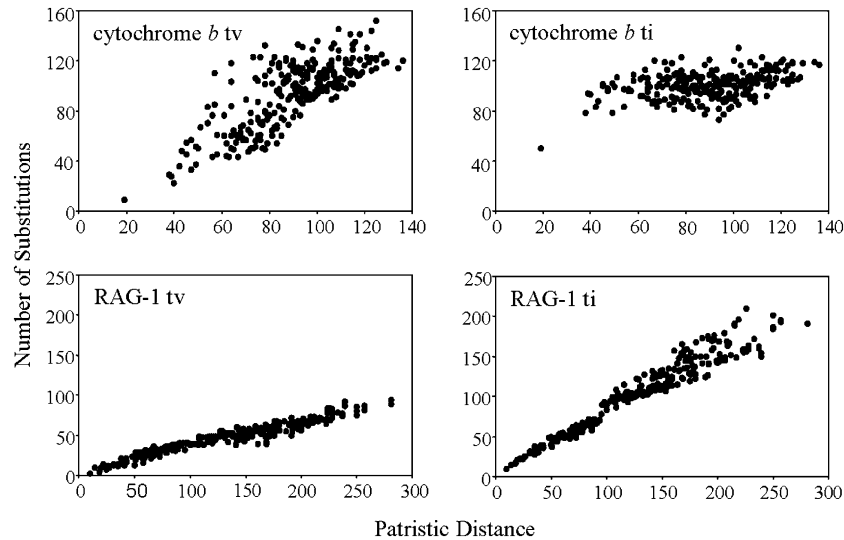 cytochrome b tv
160
120
80
40
0
0 20 40 60 80 100 120 140
cytochrome b ti
160
120
80
40
0
0 20 40 60 80 100 120 140
Number of Substitutions
RAG-1 tv
250
200
150
100
50
0
0 50 100 150 200 250 300
RAG-1 ti
250
200
150
100
50
0
0 50 100 150 200 250 300
Patristic Distance